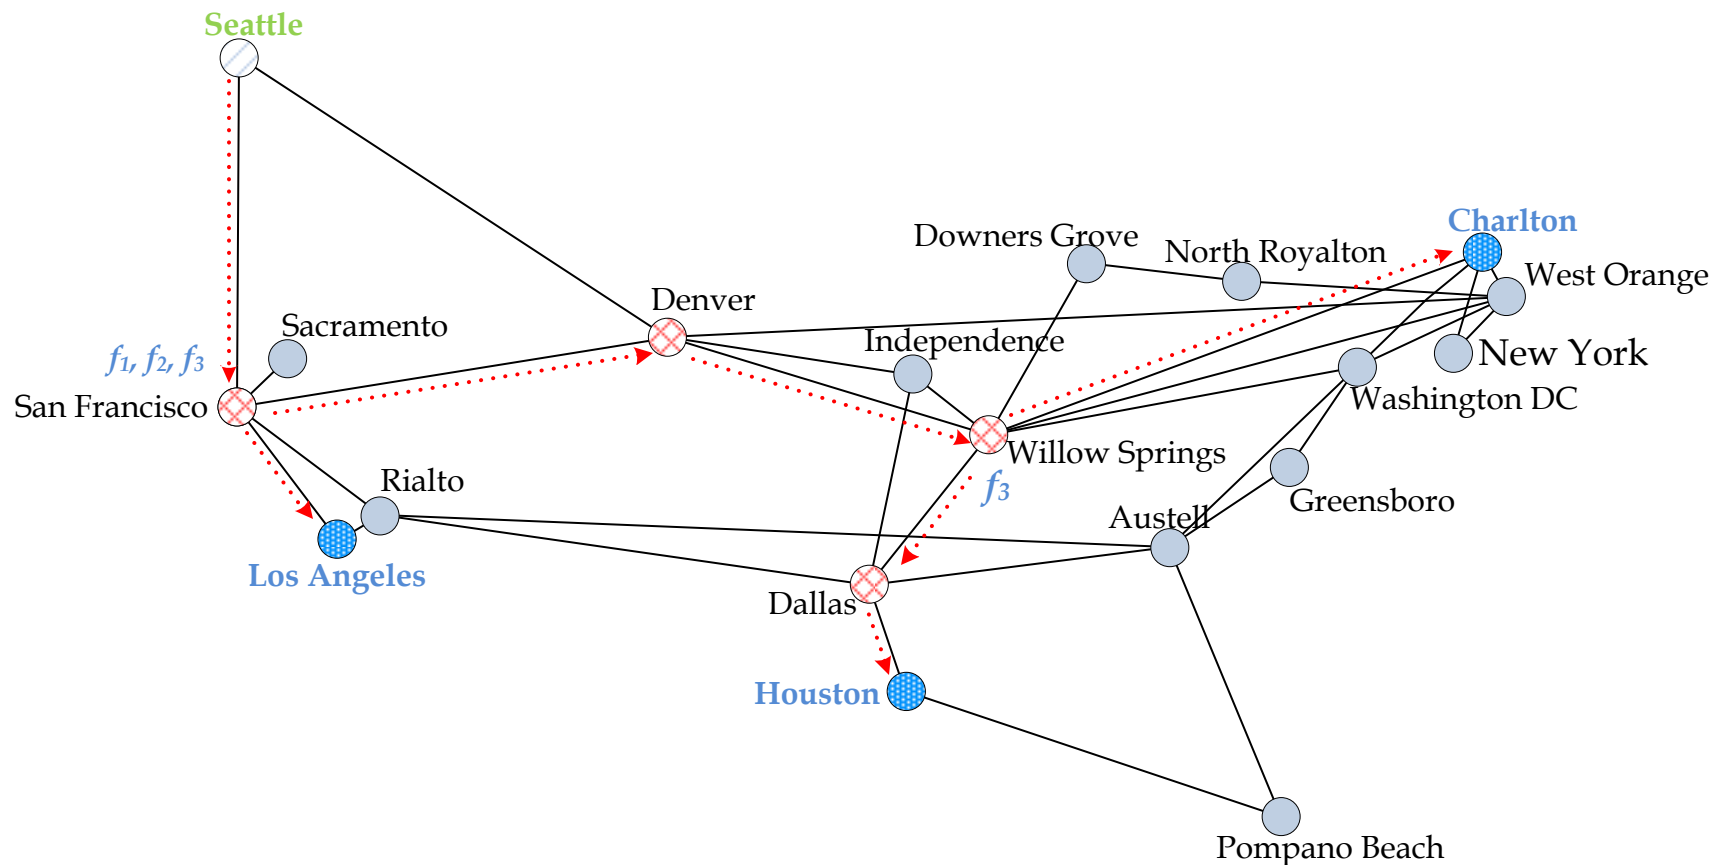 Seattle
Charlton
Downers Grove
North Royalton
West Orange
Denver
Sacramento
Independence
f1, f2, f3
New York
San Francisco
Washington DC
Willow Springs
Rialto
f3
Greensboro
Austell
Los Angeles
Dallas
Houston
Pompano Beach